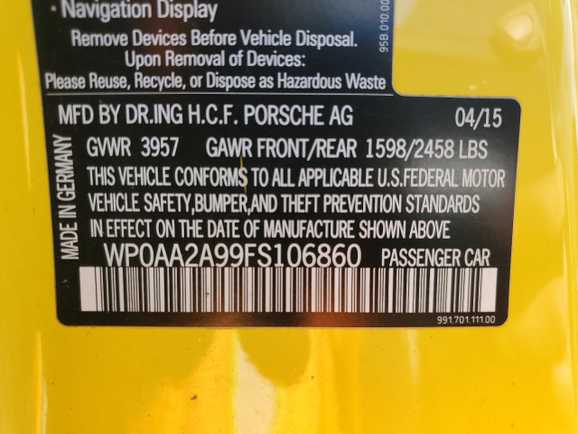 · Navigation Display
Remove Devices Before Vehicle Disposal.
Upon Removal of Devices:
Please Reuse, Recycle, or Dispose as Hazardous Waste
95B.010.00
MFD BY DR.ING H.C.F. PORSCHE AG 04/15
GVWR 3957 GAWR FRONT/REAR 1598/2458 LBS
THIS VEHICLE CONFORMS TO ALL APPLICABLE U.S.FEDERAL MOTOR
VEHICLE SAFETY,BUMPER,AND THEFT PREVENTION STANDARDS
IN EFFECT ON THE DATE OF MANUFACTURE SHOWN ABOVE
MADE IN GERMANY
WP0AA2A99FS106860 PASSENGER CAR
991.701.111.00